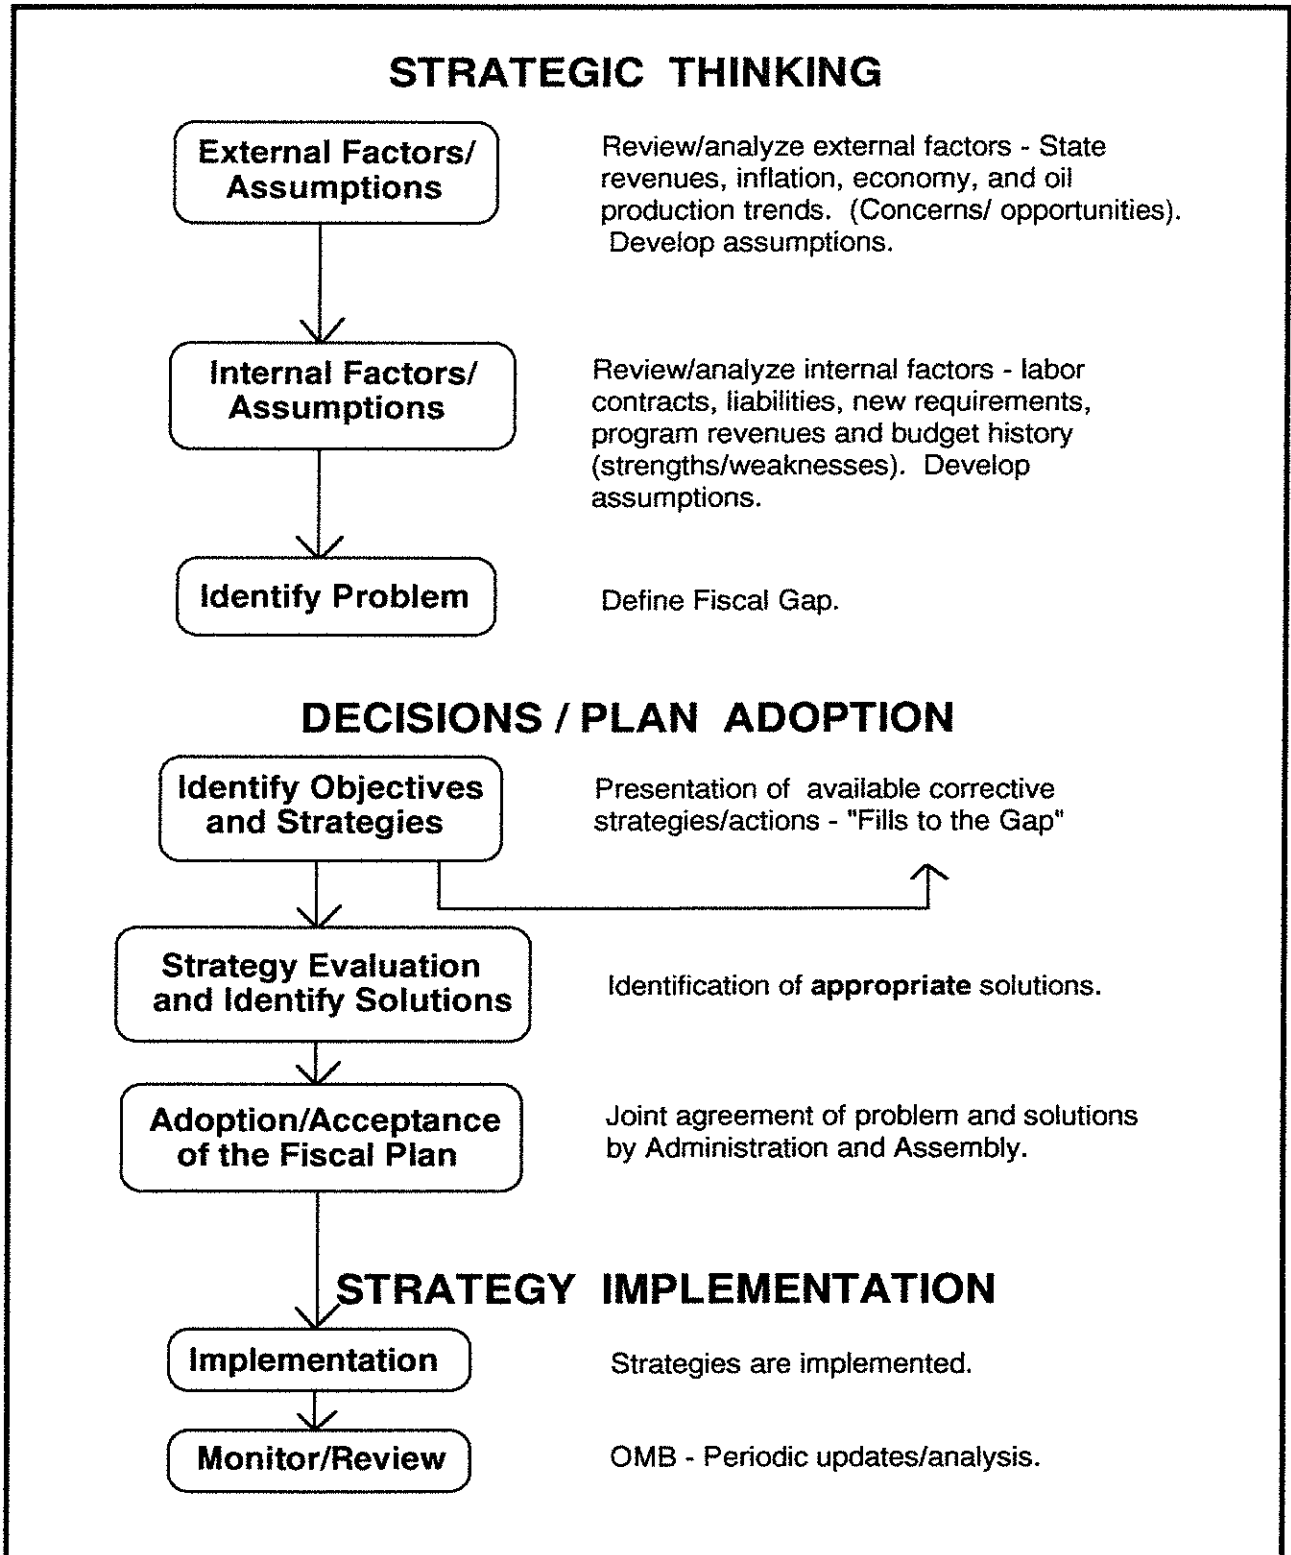 STRATEGIC THINKING
External Factors/
Assumptions
Review/analyze external factors - State
revenues, inflation, economy, and oil
production trends. (Concerns/ opportunities).
Develop assumptions.
Internal Factors/
Assumptions
Review/analyze internal factors - labor
contracts, liabilities, new requirements,
program revenues and budget history
(strengths/weaknesses). Develop
assumptions.
Identify Problem
Define Fiscal Gap.
DECISIONS / PLAN ADOPTION
Identify Objectives
and Strategies
Presentation of available corrective
strategies/actions - "Fills to the Gap"
Strategy Evaluation
and Identify Solutions
Identification of appropriate solutions.
Adoption/Acceptance
of the Fiscal Plan
Joint agreement of problem and solutions
by Administration and Assembly.
STRATEGY IMPLEMENTATION
Implementation
Strategies are implemented.
Monitor/Review
OMB - Periodic updates/analysis.